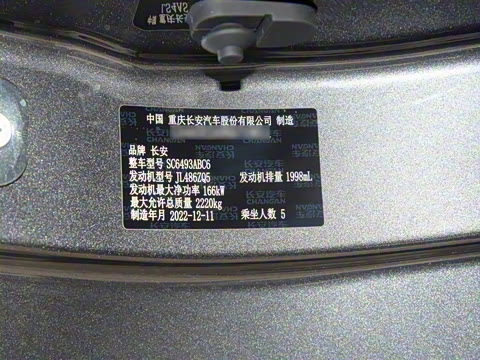 中国 重庆长安汽车股份有限公司 制造
品牌 长安
整车型号 SC6493ABC6
发动机型号 JL486ZQ5 发动机排量 1998mL
发动机最大净功率 166kW
最大允许总质量 2220kg
制造年月 2022-12-11 乘坐人数 5